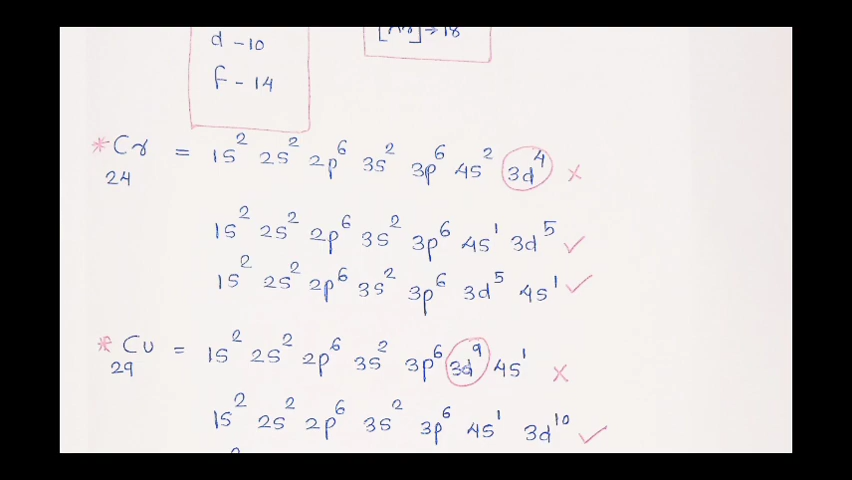 d - 10
[Ar] → 18
f - 14
*Cr = 1s² 2s² 2p⁶ 3s² 3p⁶ 4s² 3d⁴ ×
24
1s² 2s² 2p⁶ 3s² 3p⁶ 4s¹ 3d⁵ ✓
1s² 2s² 2p⁶ 3s² 3p⁶ 3d⁵ 4s¹ ✓
*Cu = 1s² 2s² 2p⁶ 3s² 3p⁶ 3d⁹ 4s¹ ×
29
1s² 2s² 2p⁶ 3s² 3p⁶ 4s¹ 3d¹⁰ ✓